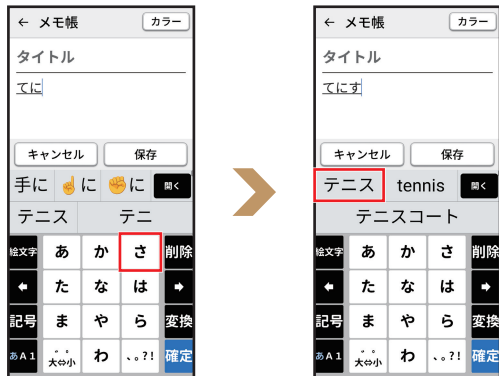 ← メモ帳 カラー
タイトル
てに
キャンセル 保存
手に ☝に ✊に 開く
テニス テニ
絵文字 あ か さ 削除
← た な は →
記号 ま や ら 変換
あA1 ゛゜大⇔小 わ 、。?! 確定
← メモ帳 カラー
タイトル
てにす
キャンセル 保存
テニス tennis 開く
テニスコート
絵文字 あ か さ 削除
← た な は →
記号 ま や ら 変換
あA1 ゛゜大⇔小 わ 、。?! 確定